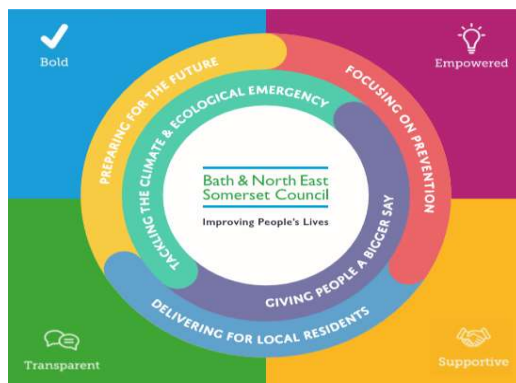 Bold
Empowered
PREPARING FOR THE FUTURE
FOCUSING ON PREVENTION
TACKLING THE CLIMATE & ECOLOGICAL EMERGENCY
Bath & North East
Somerset Council
Improving People's Lives
GIVING PEOPLE A BIGGER SAY
DELIVERING FOR LOCAL RESIDENTS
Transparent
Supportive